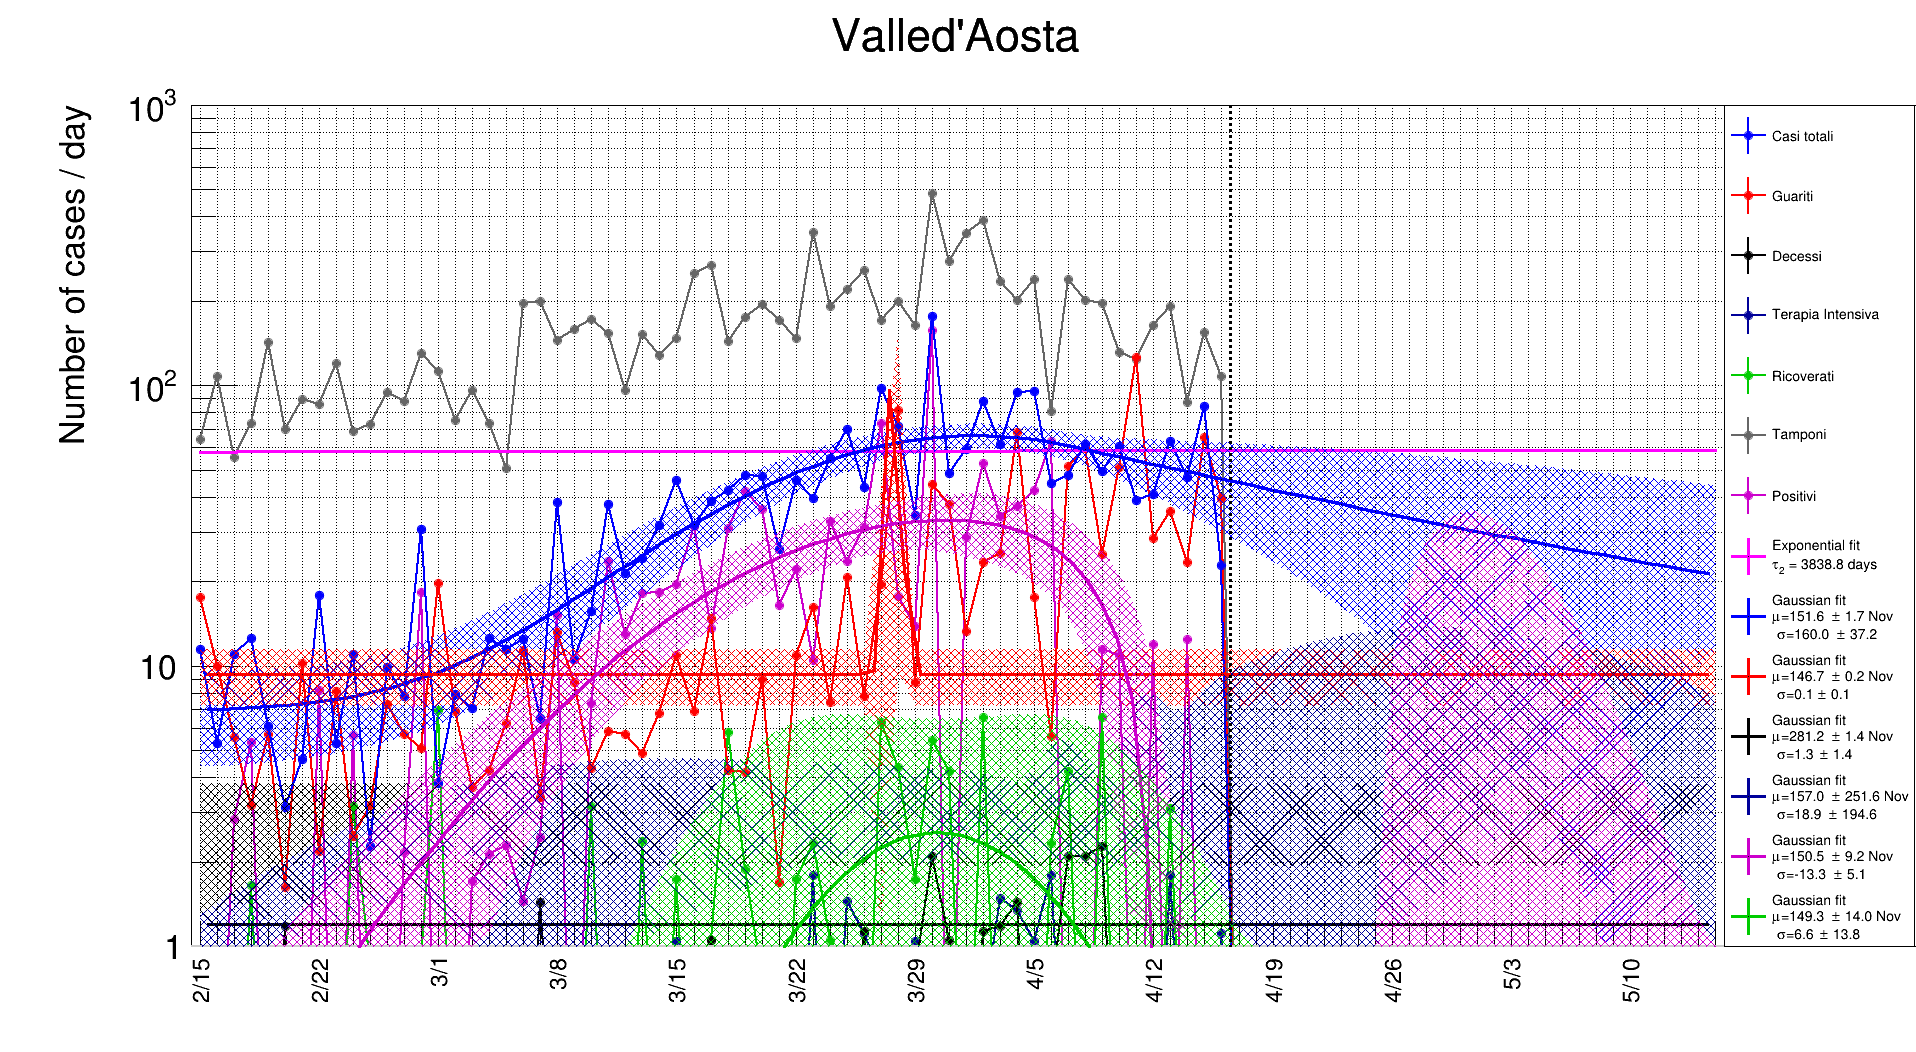 Valled'Aosta
Number of cases / day
10³
10²
10
1
2/15
2/22
3/1
3/8
3/15
3/22
3/29
4/5
4/12
4/19
4/26
5/3
5/10
Casi totali
Guariti
Decessi
Terapia Intensiva
Ricoverati
Tamponi
Positivi
Exponential fit
τ₂ = 3838.8 days
Gaussian fit
μ=151.6 ± 1.7 Nov
σ=160.0 ± 37.2
Gaussian fit
μ=146.7 ± 0.2 Nov
σ=0.1 ± 0.1
Gaussian fit
μ=281.2 ± 1.4 Nov
σ=1.3 ± 1.4
Gaussian fit
μ=157.0 ± 251.6 Nov
σ=18.9 ± 194.6
Gaussian fit
μ=150.5 ± 9.2 Nov
σ=-13.3 ± 5.1
Gaussian fit
μ=149.3 ± 14.0 Nov
σ=6.6 ± 13.8